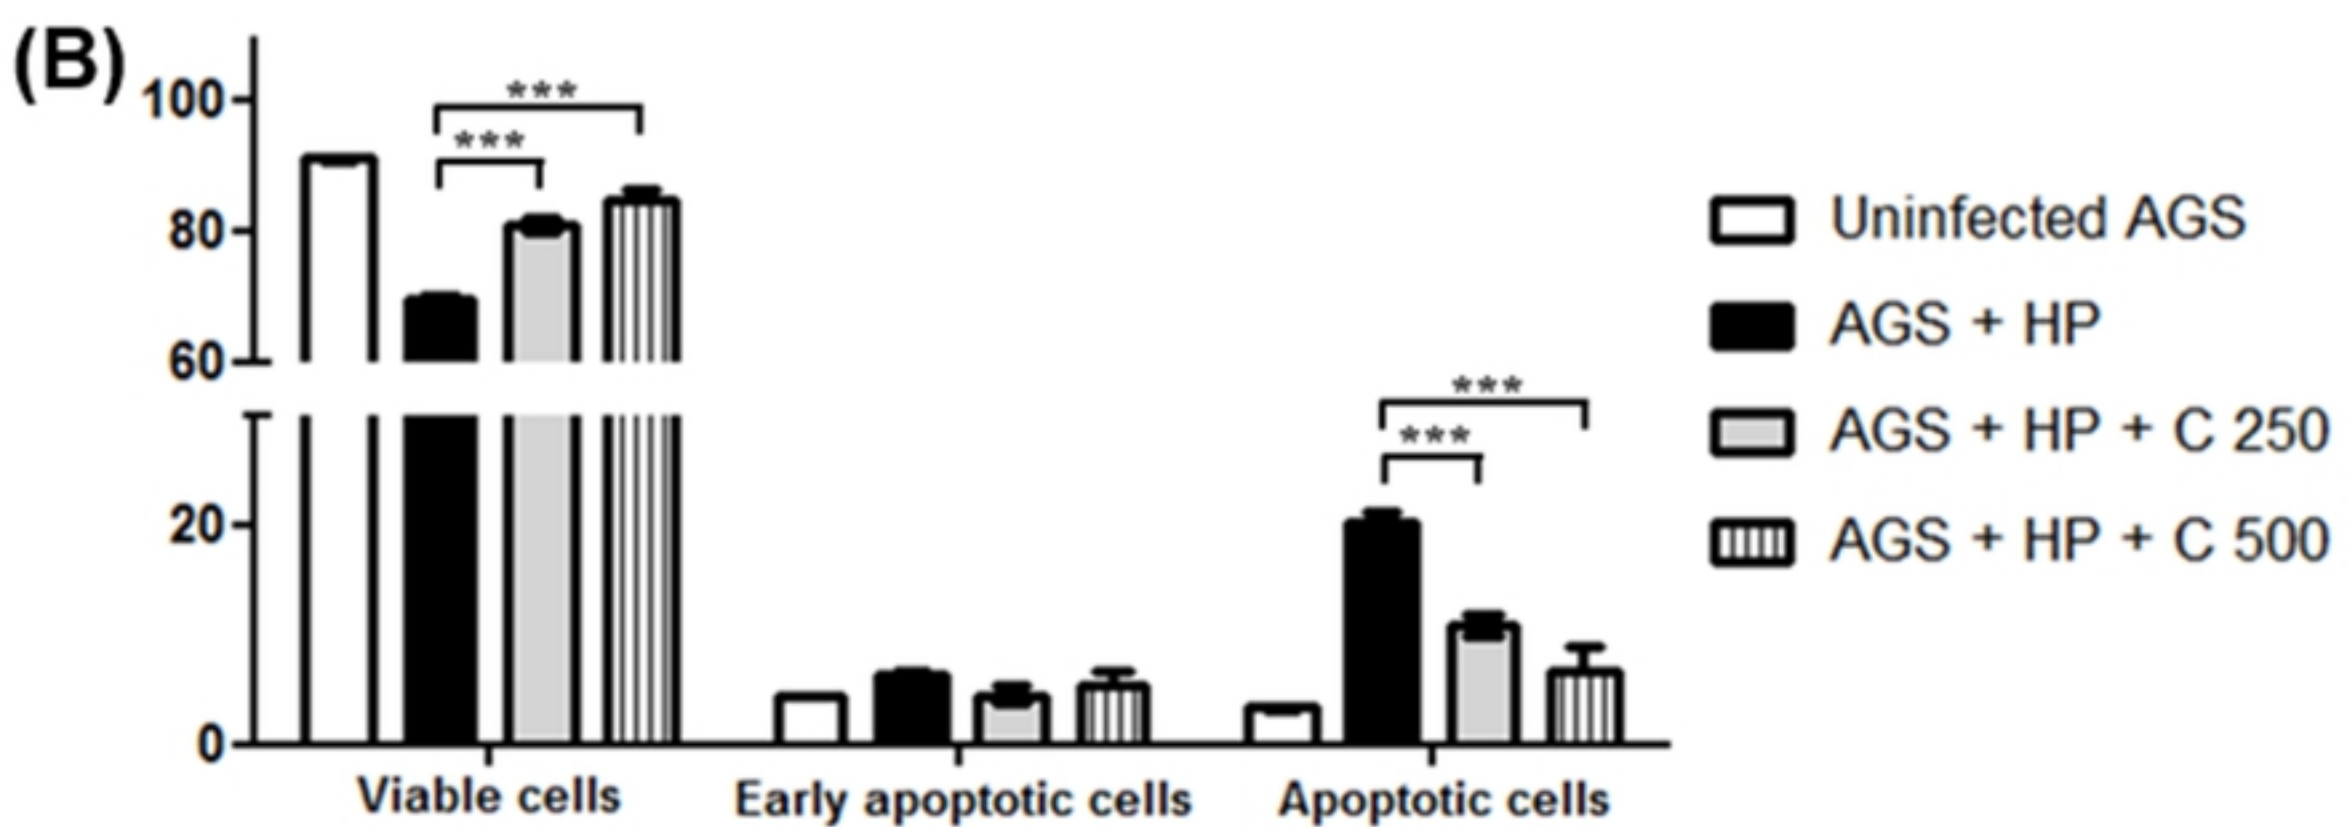 (B)
100
80
60
20
0
***
***
***
***
Viable cells
Early apoptotic cells
Apoptotic cells
Uninfected AGS
AGS + HP
AGS + HP + C 250
AGS + HP + C 500